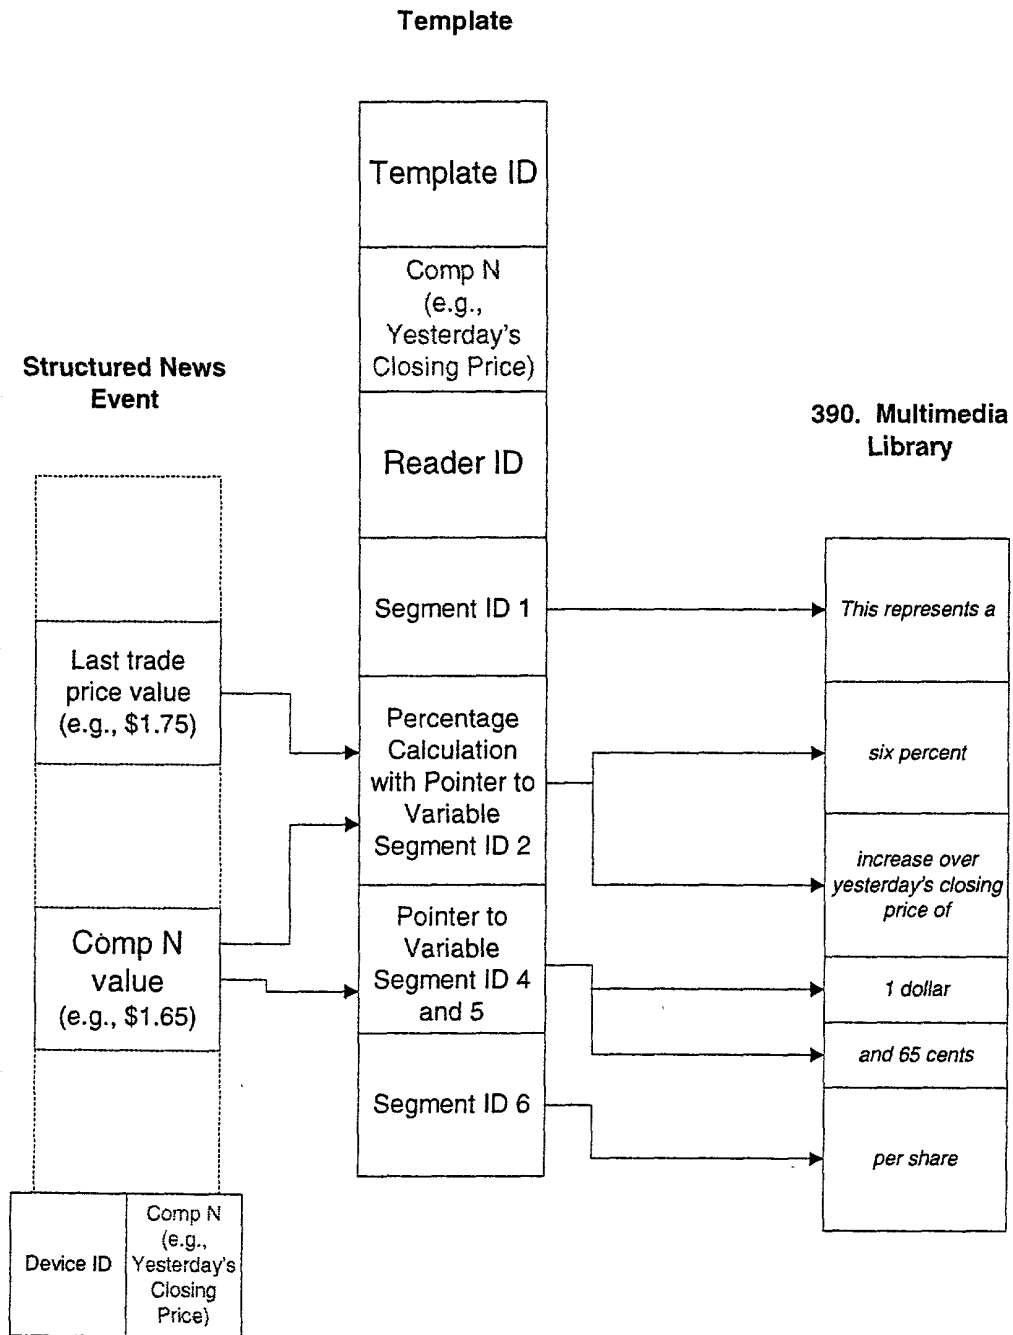 Template
Template ID
Comp N
(e.g.,
Yesterday's
Closing Price)
Reader ID
Segment ID 1
Percentage
Calculation
with Pointer to
Variable
Segment ID 2
Pointer to
Variable
Segment ID 4
and 5
Segment ID 6
Structured News
Event
Last trade
price value
(e.g., $1.75)
Comp N
value
(e.g., $1.65)
Device ID
Comp N
(e.g.,
Yesterday's
Closing
Price)
390. Multimedia
Library
This represents a
six percent
increase over
yesterday's closing
price of
1 dollar
and 65 cents
per share